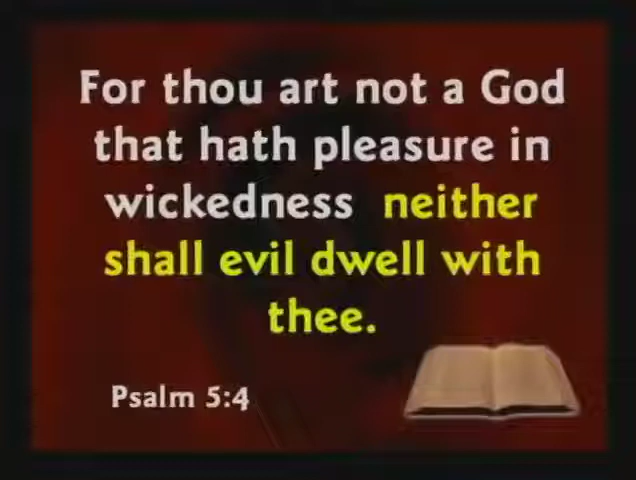 For thou art not a God
that hath pleasure in
wickedness neither
shall evil dwell with
thee.
Psalm 5:4